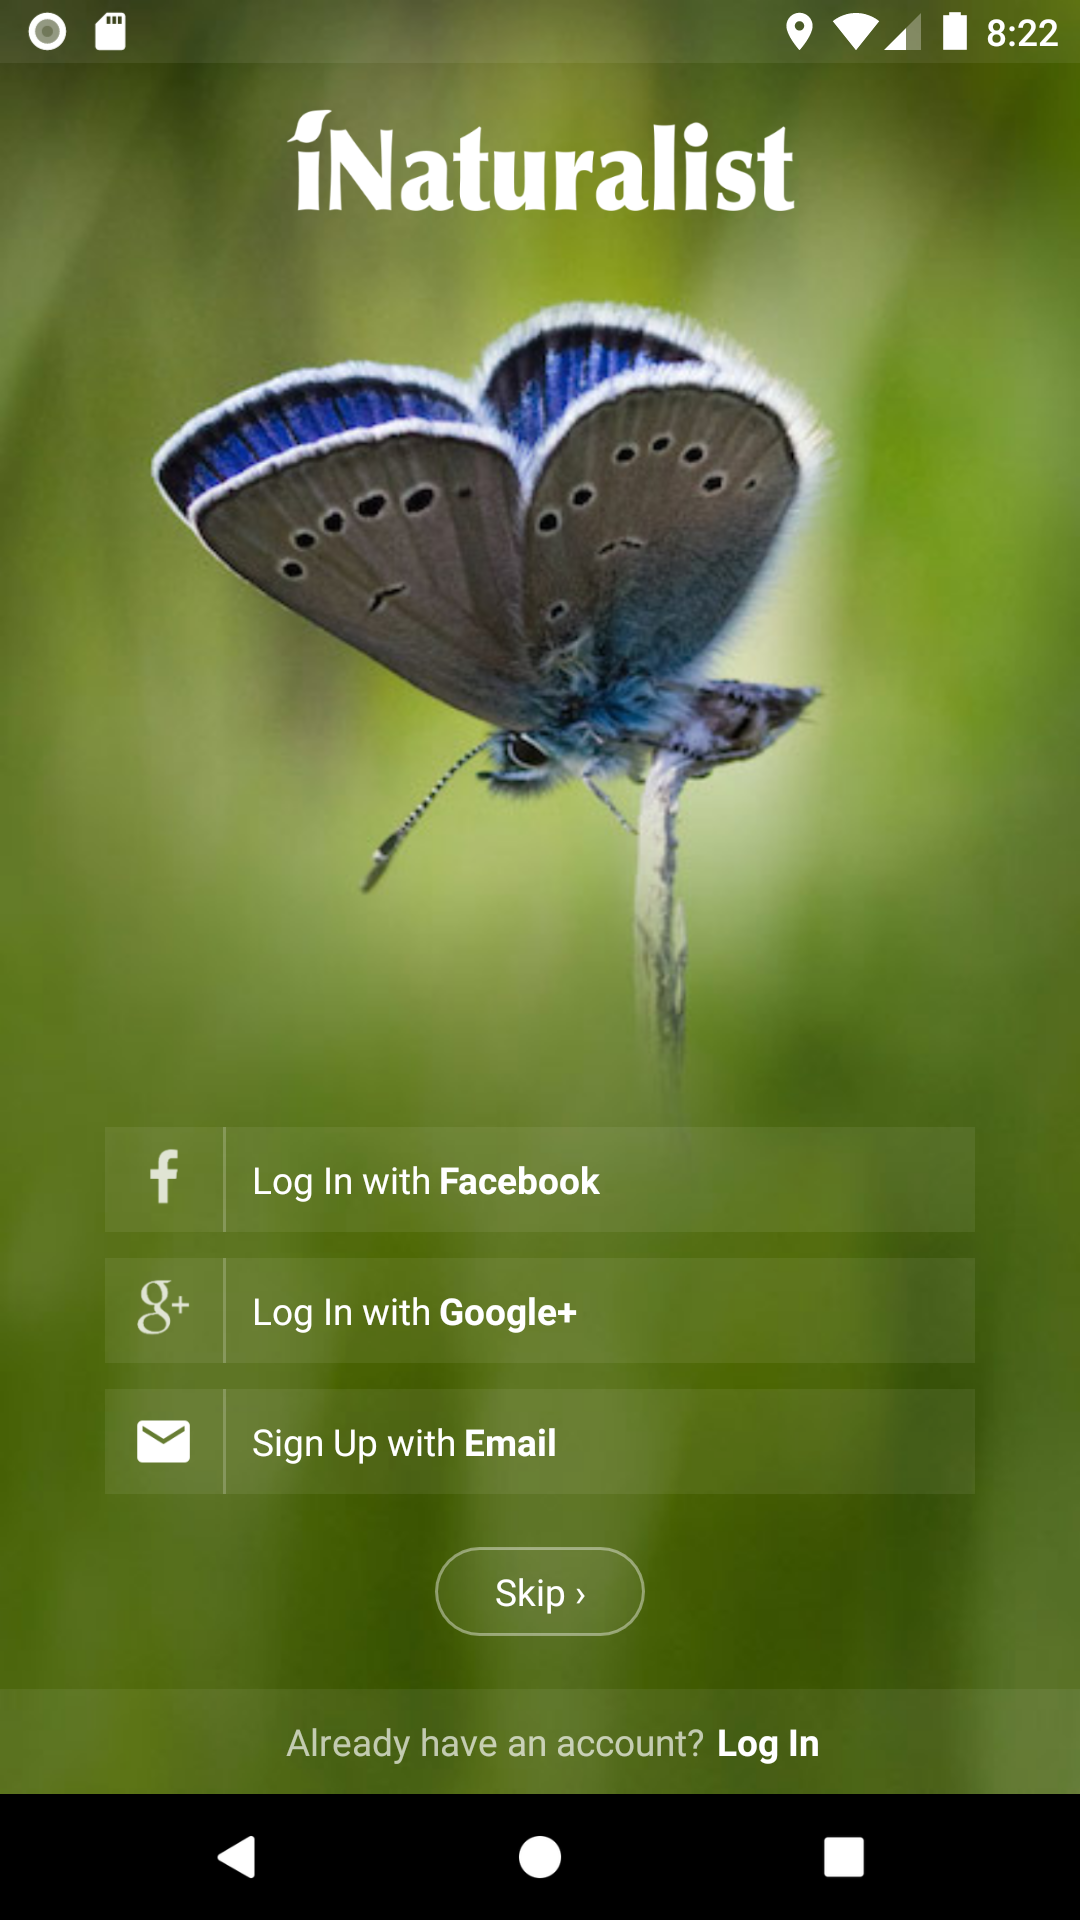 8:22
iNaturalist
Log In with Facebook
g+ Log In with Google+
Sign Up with Email
Skip ›
Already have an account? Log In